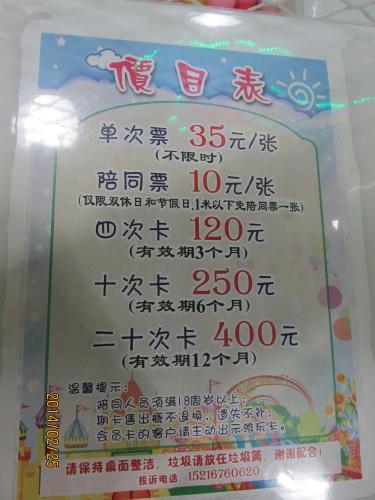 價目表
单次票 35元/张
(不限时)
陪同票 10元/张
(仅限双休日和节假日,1米以下免陪同票一张)
四次卡 120元
(有效期3个月)
十次卡 250元
(有效期6个月)
二十次卡 400元
(有效期12个月)
温馨提示:
陪同人员须满18周岁以上;
期卡售出概不退换、遗失不补;
会员卡的客户请主动出示游玩卡。
请保持桌面整洁，垃圾请放在垃圾筒，谢谢配合!
投诉电话 15216760620
2014/02/25